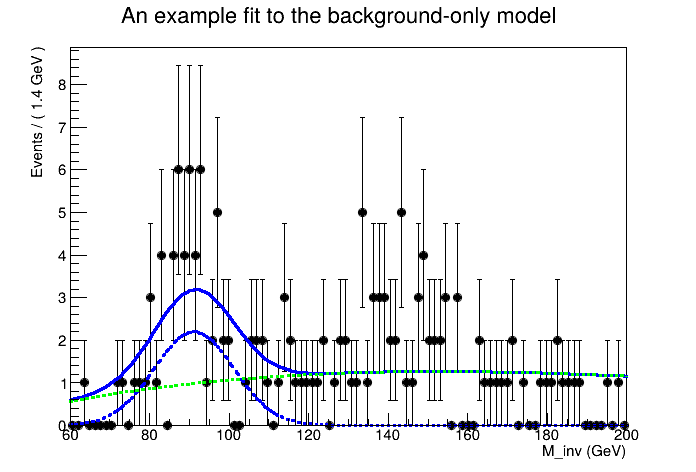 An example fit to the background-only model
Events / ( 1.4 GeV )
8
7
6
5
4
3
2
1
0
60 80 100 120 140 160 180 200
M_inv (GeV)